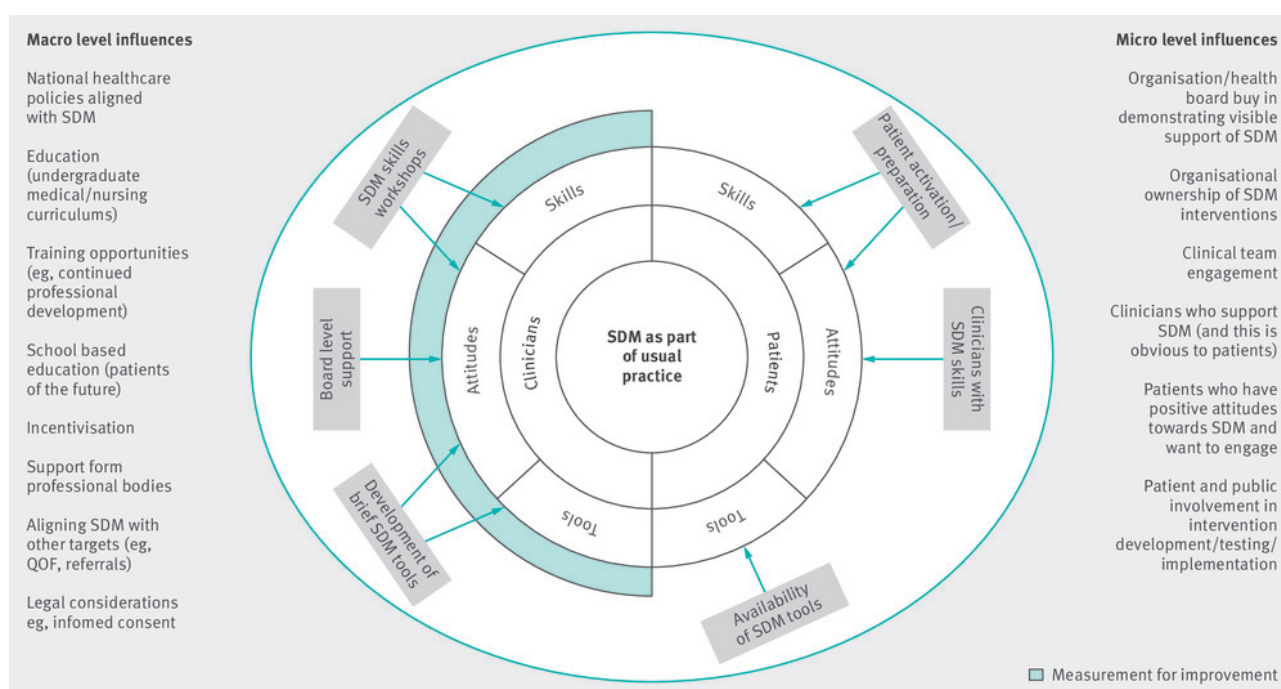 Macro level influences
National healthcare
policies aligned
with SDM
Education
(undergraduate
medical/nursing
curriculums)
Training opportunities
(eg, continued
professional
development)
School based
education (patients
of the future)
Incentivisation
Support form
professional bodies
Aligning SDM with
other targets (eg,
QOF, referrals)
Legal considerations
eg, infomed consent
SDM skills
workshops
Board level
support
Development of
brief SDM tools
Skills
Attitudes
Tools
Clinicians
SDM as part
of usual
practice
Patients
Skills
Attitudes
Tools
Patient activation/
preparation
Clinicians with
SDM skills
Availability
of SDM tools
Micro level influences
Organisation/health
board buy in
demonstrating visible
support of SDM
Organisational
ownership of SDM
interventions
Clinical team
engagement
Clinicians who support
SDM (and this is
obvious to patients)
Patients who have
positive attitudes
towards SDM and
want to engage
Patient and public
involvement in
intervention
development/testing/
implementation
Measurement for improvement